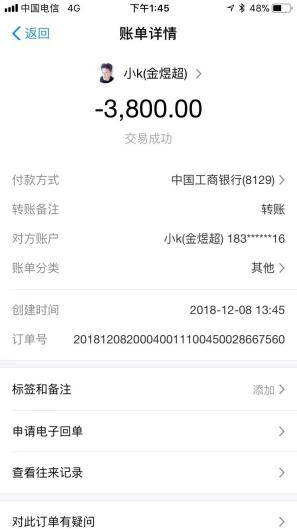 中国电信 4G 下午1:45 48%
返回 账单详情
小k(金煜超)
-3,800.00
交易成功
付款方式 中国工商银行(8129)
转账备注 转账
对方账户 小k(金煜超) 183******16
账单分类 其他
创建时间 2018-12-08 13:45
订单号 20181208200040011100450028667560
标签和备注 添加
申请电子回单
查看往来记录
对此订单有疑问